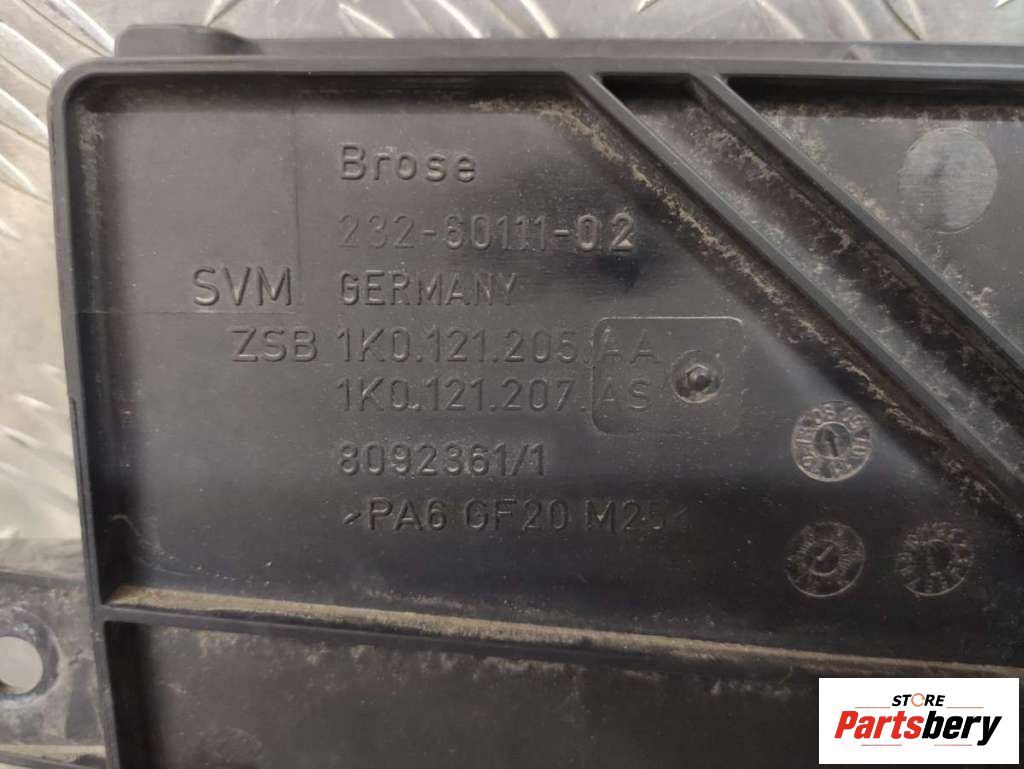 Brose
232-60111-02
SVM GERMANY
ZSB 1K0.121.205.AA
1K0.121.207.AS
8092361/1
>PA6 GF20 M25<
STORE
Partsbery